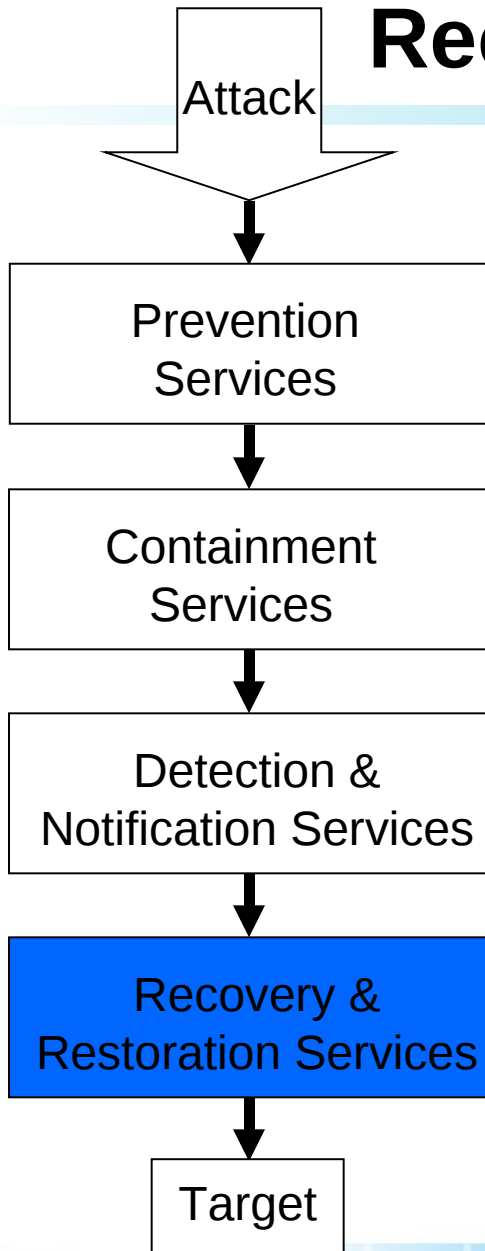 Attack
Prevention
Services
Containment
Services
Detection &
Notification Services
Recovery &
Restoration Services
Target